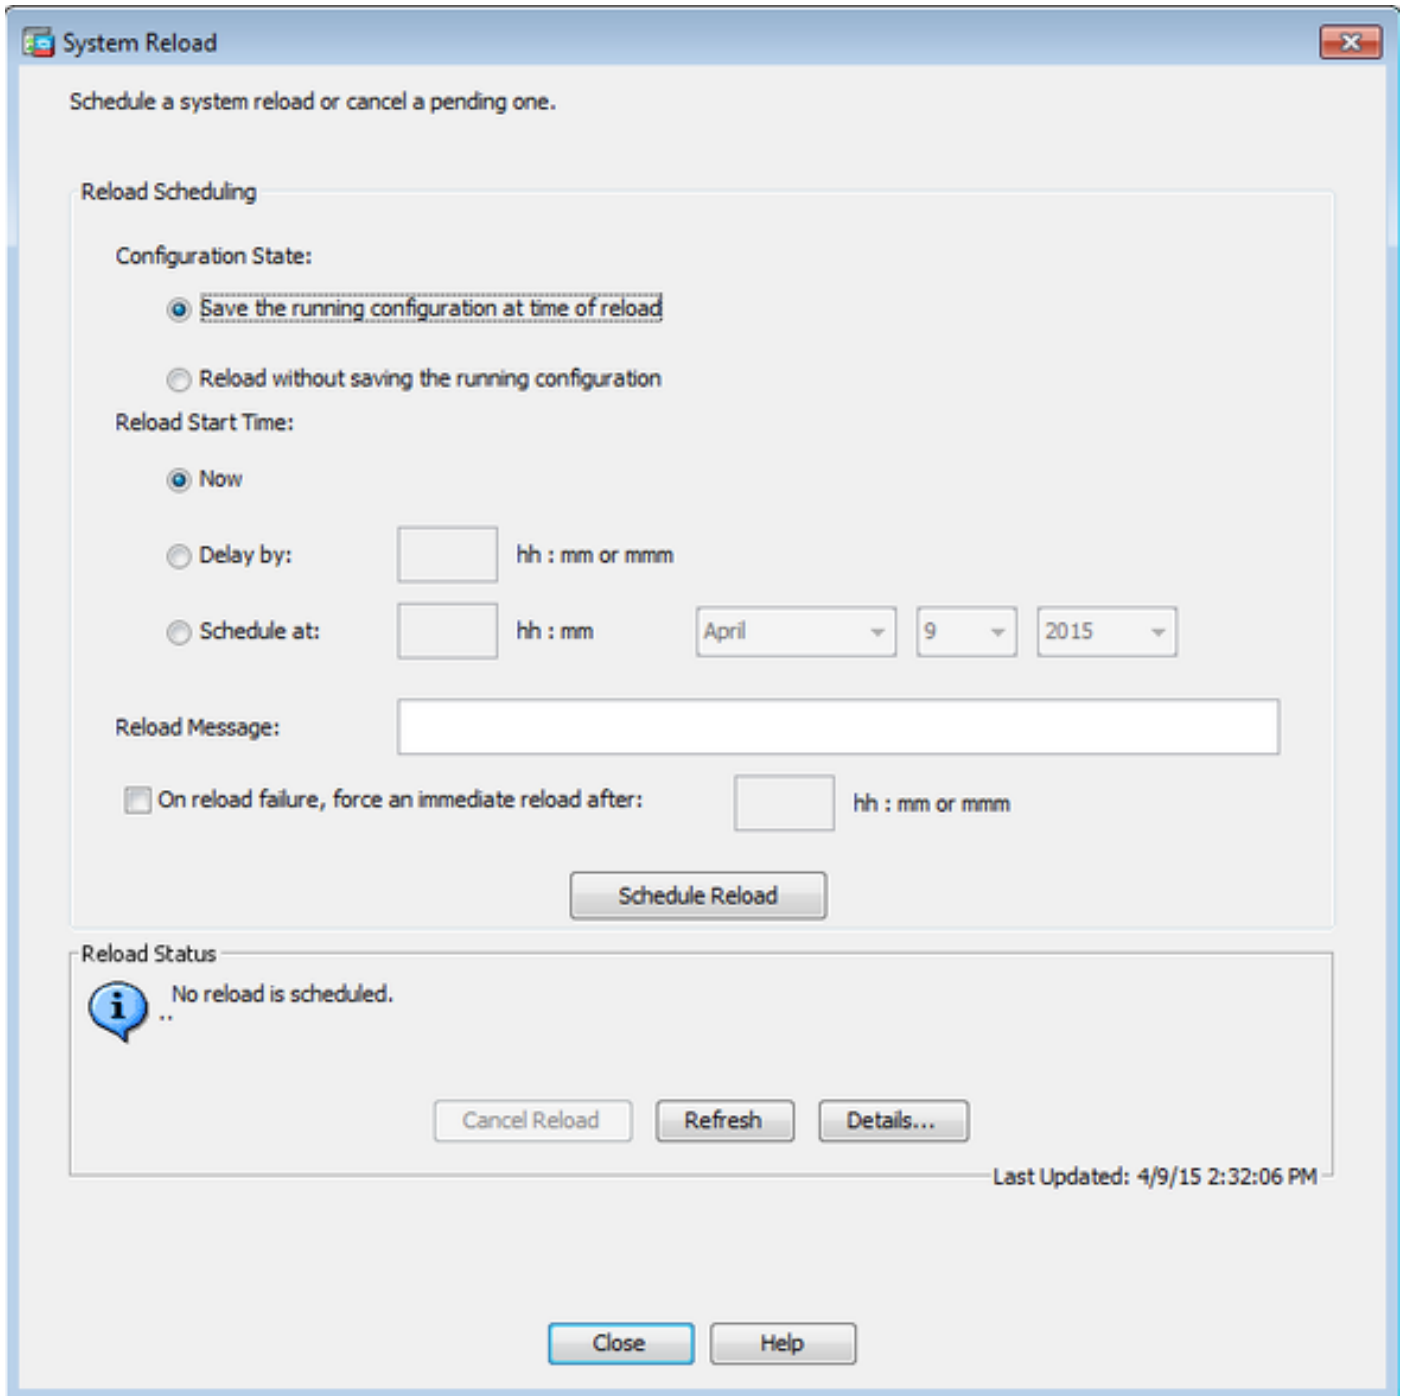 System Reload
Schedule a system reload or cancel a pending one.
Reload Scheduling
Configuration State:
Save the running configuration at time of reload
Reload without saving the running configuration
Reload Start Time:
Now
Delay by: hh : mm or mmm
Schedule at: hh : mm April 9 2015
Reload Message:
On reload failure, force an immediate reload after: hh : mm or mmm
Schedule Reload
Reload Status
No reload is scheduled.
..
Cancel Reload Refresh Details...
Last Updated: 4/9/15 2:32:06 PM
Close Help